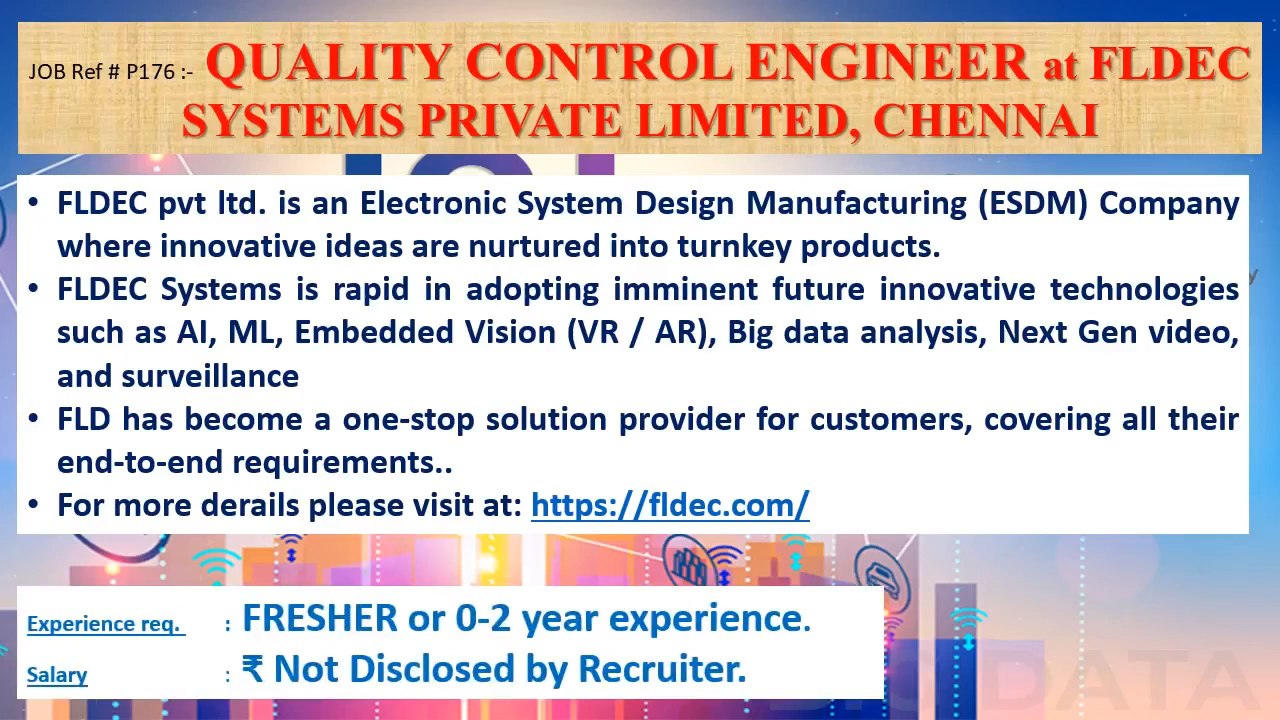 JOB Ref # P176 :- QUALITY CONTROL ENGINEER at FLDEC
SYSTEMS PRIVATE LIMITED, CHENNAI
• FLDEC pvt ltd. is an Electronic System Design Manufacturing (ESDM) Company
where innovative ideas are nurtured into turnkey products.
• FLDEC Systems is rapid in adopting imminent future innovative technologies
such as AI, ML, Embedded Vision (VR / AR), Big data analysis, Next Gen video,
and surveillance
• FLD has become a one-stop solution provider for customers, covering all their
end-to-end requirements..
• For more derails please visit at: https://fldec.com/
Experience req. : FRESHER or 0-2 year experience.
Salary : ₹ Not Disclosed by Recruiter.
BIG DATA